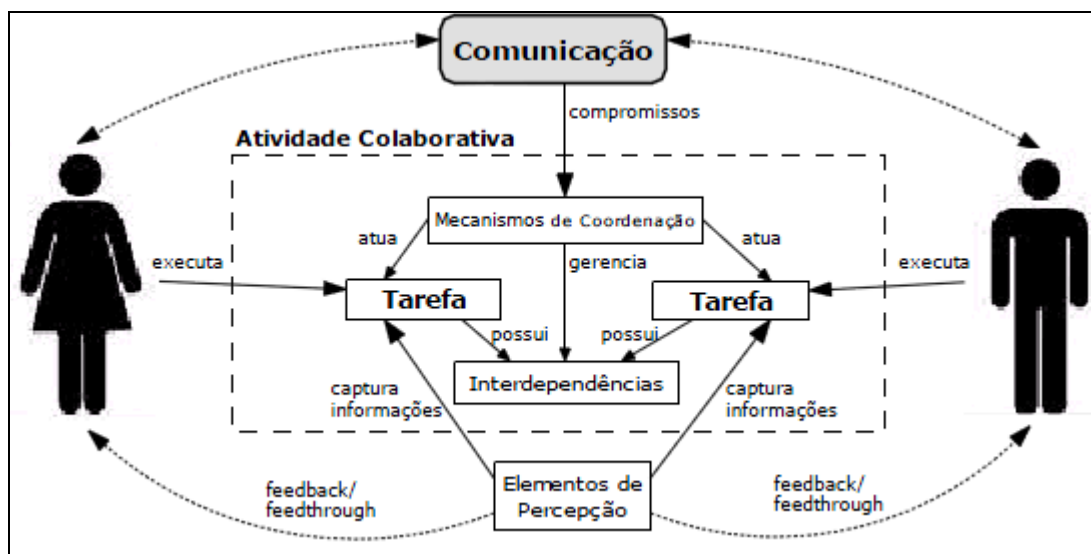 Comunicação
compromissos
Atividade Colaborativa
Mecanismos de Coordenação
atua
atua
gerencia
executa
executa
Tarefa
Tarefa
possui
possui
Interdependências
captura
informações
captura
informações
Elementos de
Percepção
feedback/
feedthrough
feedback/
feedthrough